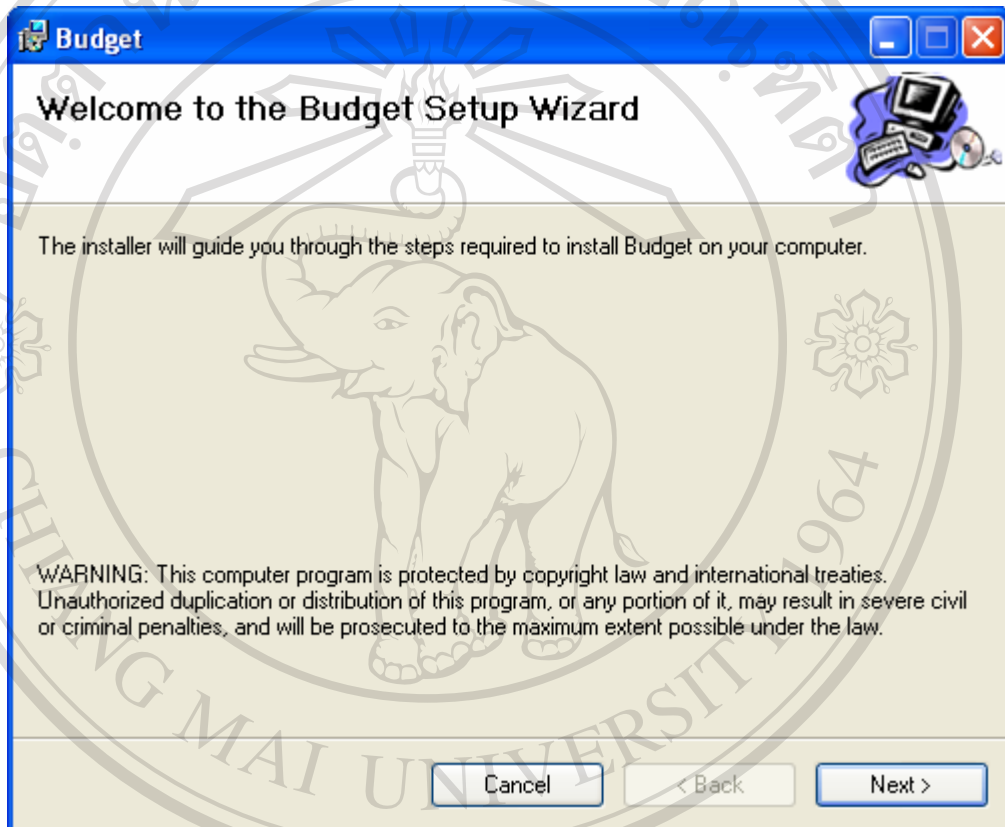 Budget
Welcome to the Budget Setup Wizard
The installer will guide you through the steps required to install Budget on your computer.
WARNING: This computer program is protected by copyright law and international treaties.
Unauthorized duplication or distribution of this program, or any portion of it, may result in severe civil
or criminal penalties, and will be prosecuted to the maximum extent possible under the law.
CHIANG MAI UNIVERSITY 1964
Cancel
< Back
Next >